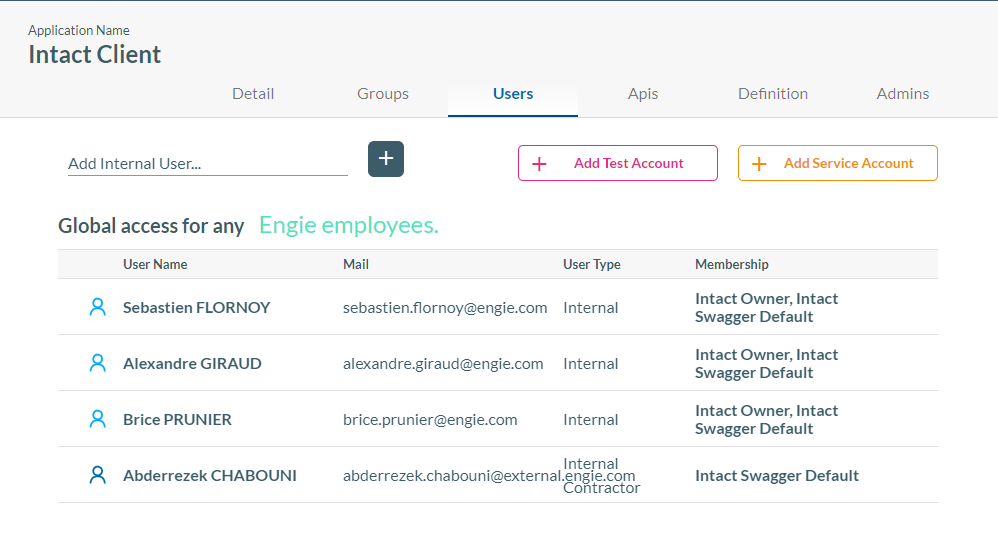 Application Name
Intact Client
Detail Groups Users Apis Definition Admins
Add Internal User... + + Add Test Account + Add Service Account
Global access for any Engie employees.
User Name Mail User Type Membership
Sebastien FLORNOY sebastien.flornoy@engie.com Internal Intact Owner, Intact
Swagger Default
Alexandre GIRAUD alexandre.giraud@engie.com Internal Intact Owner, Intact
Swagger Default
Brice PRUNIER brice.prunier@engie.com Internal Intact Owner, Intact
Swagger Default
Abderrezek CHABOUNI abderrezek.chabouni@external.engie.com Internal
Contractor Intact Swagger Default